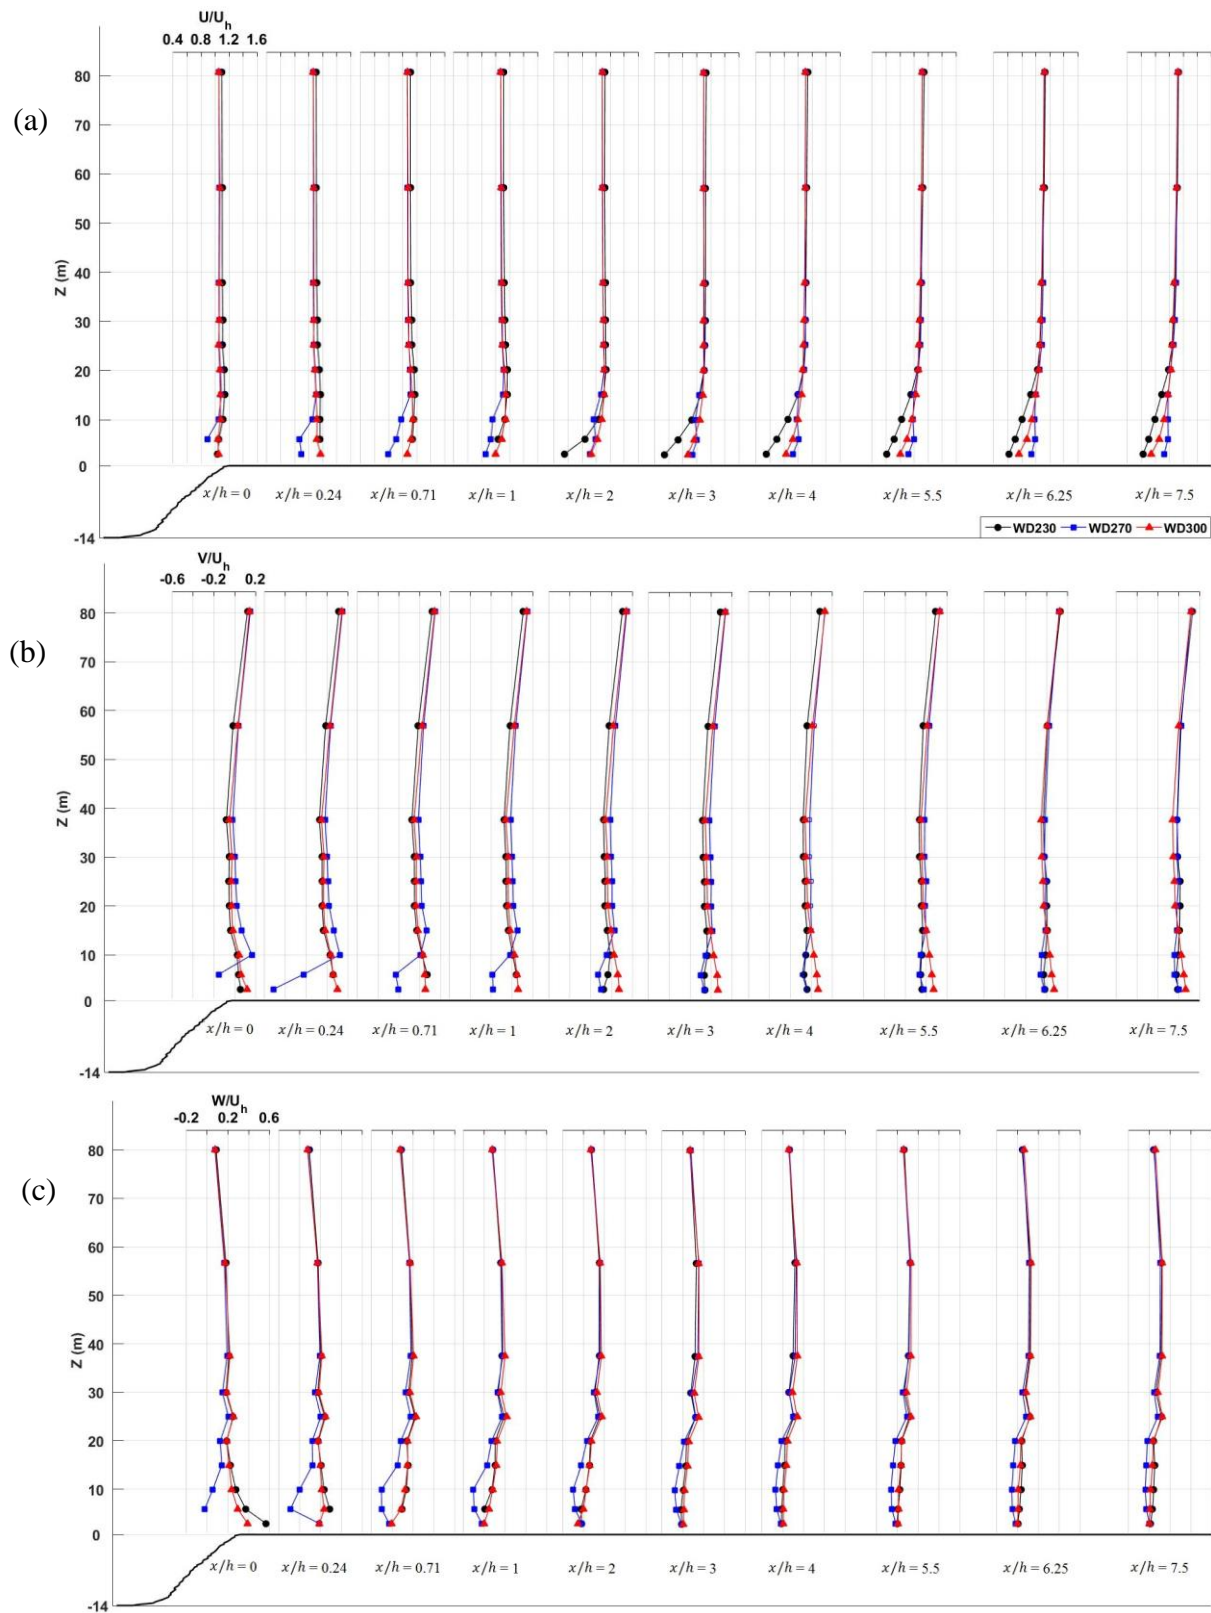 U/U_h
0.4 0.8 1.2 1.6
(a)
80
70
60
50
40
30
20
10
0
-14
Z (m)
x/h = 0 x/h = 0.24 x/h = 0.71 x/h = 1 x/h = 2 x/h = 3 x/h = 4 x/h = 5.5 x/h = 6.25 x/h = 7.5
WD230 WD270 WD300
V/U_h
-0.6 -0.2 0.2
(b)
80
70
60
50
40
30
20
10
0
-14
Z (m)
x/h = 0 x/h = 0.24 x/h = 0.71 x/h = 1 x/h = 2 x/h = 3 x/h = 4 x/h = 5.5 x/h = 6.25 x/h = 7.5
W/U_h
-0.2 0.2 0.6
(c)
80
70
60
50
40
30
20
10
0
-14
Z (m)
x/h = 0 x/h = 0.24 x/h = 0.71 x/h = 1 x/h = 2 x/h = 3 x/h = 4 x/h = 5.5 x/h = 6.25 x/h = 7.5